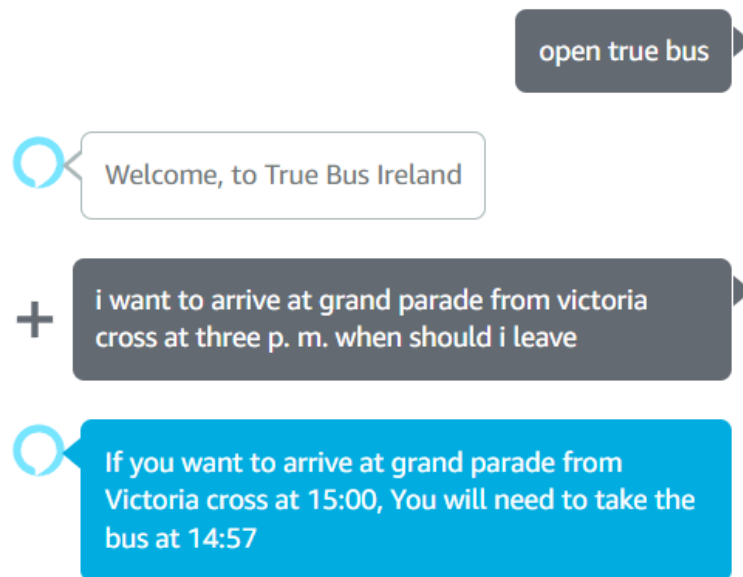 open true bus
Welcome, to True Bus Ireland
i want to arrive at grand parade from victoria
cross at three p. m. when should i leave
If you want to arrive at grand parade from
Victoria cross at 15:00, You will need to take the
bus at 14:57